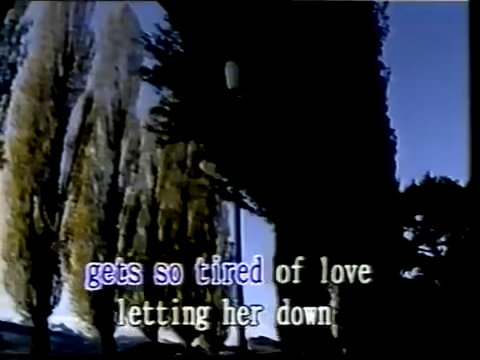 gets so tired of love
letting her down